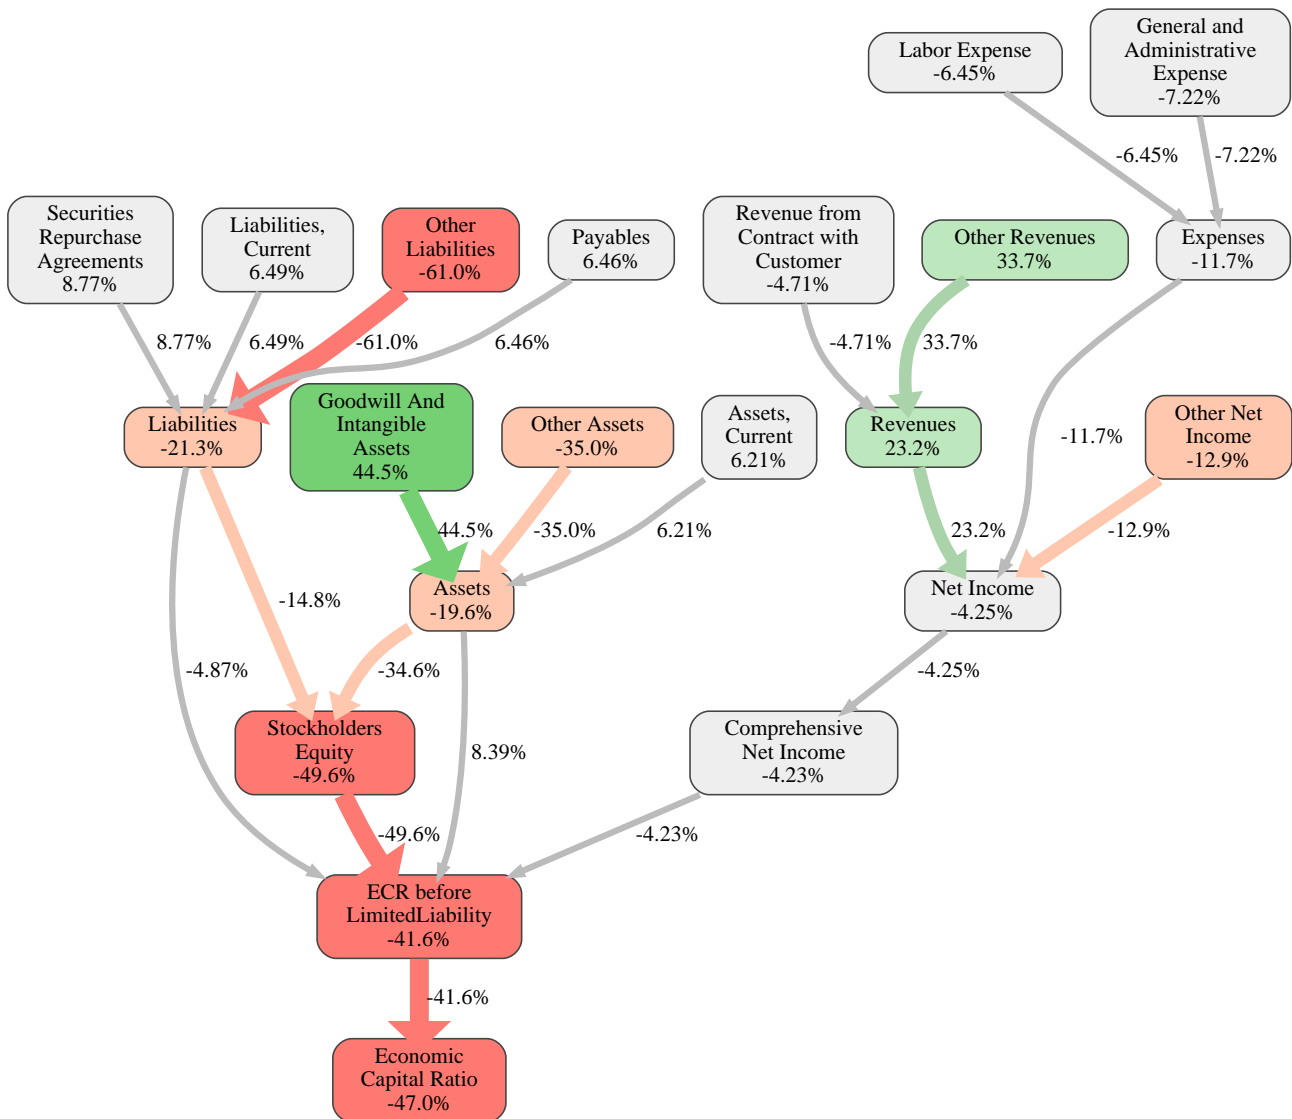 General and
Administrative
Expense
-7.22%
Labor Expense
-6.45%
-6.45%
-7.22%
Securities
Repurchase
Agreements
8.77%
Liabilities,
Current
6.49%
Other
Liabilities
-61.0%
Payables
6.46%
Revenue from
Contract with
Customer
-4.71%
Other Revenues
33.7%
Expenses
-11.7%
8.77%
6.49%
-61.0%
6.46%
-4.71%
33.7%
-11.7%
Liabilities
-21.3%
Goodwill And
Intangible
Assets
44.5%
Other Assets
-35.0%
Assets,
Current
6.21%
Revenues
23.2%
Other Net
Income
-12.9%
-14.8%
44.5%
-35.0%
6.21%
23.2%
-12.9%
Assets
-19.6%
Net Income
-4.25%
-4.87%
-34.6%
8.39%
-4.25%
Stockholders
Equity
-49.6%
Comprehensive
Net Income
-4.23%
-49.6%
-4.23%
ECR before
LimitedLiability
-41.6%
-41.6%
Economic
Capital Ratio
-47.0%